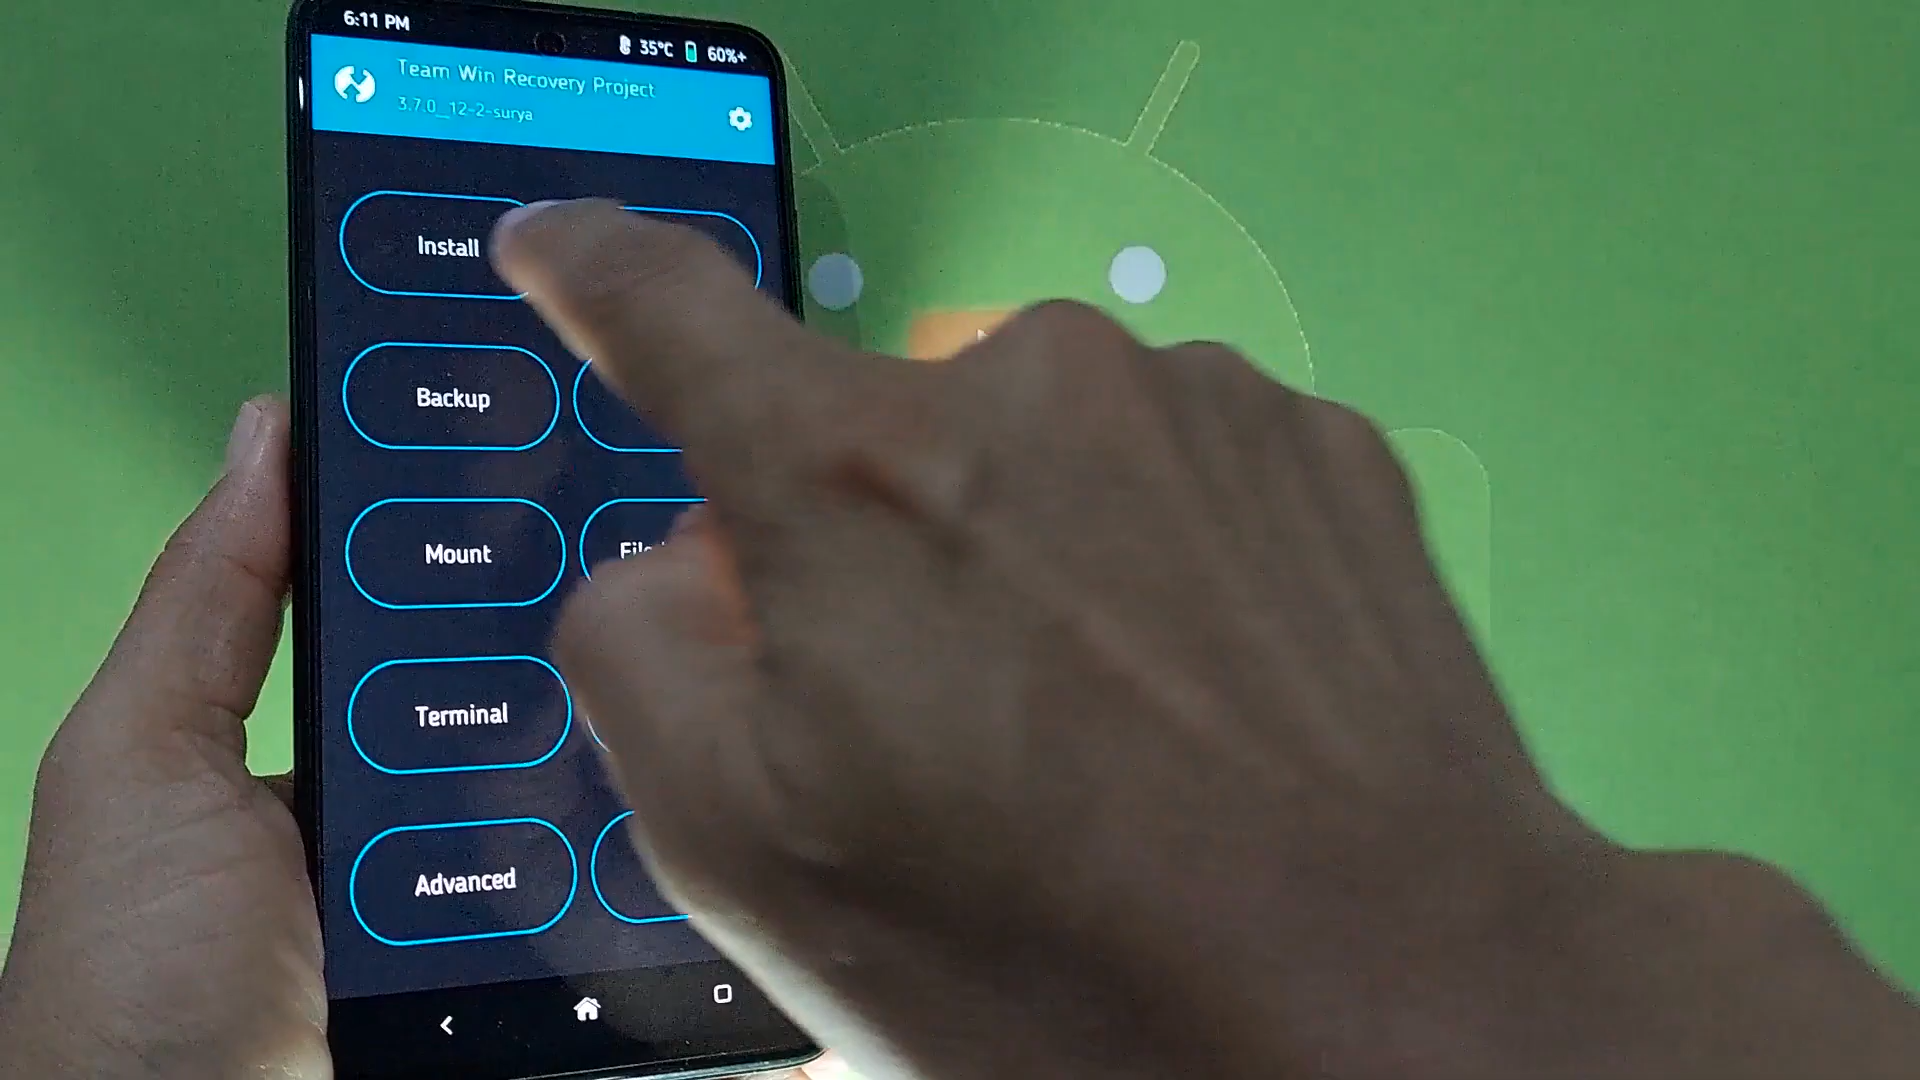 6:11 PM
35°C 60%+
Team Win Recovery Project
3.7.0_12-2-surya
Install
Backup
Mount
Terminal
Advanced